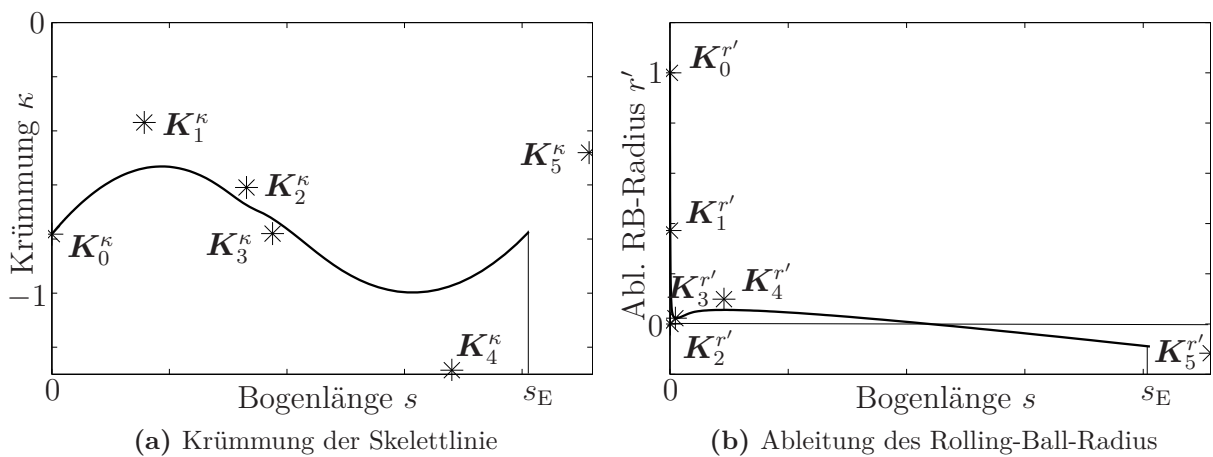 0
Krümmung κ
−1
K_0^κ
K_1^κ
K_2^κ
K_3^κ
K_4^κ
K_5^κ
0
s_E
Bogenlänge s
(a) Krümmung der Skelettlinie
Abl. RB-Radius r′
1
0
K_0^{r′}
K_1^{r′}
K_3^{r′}
K_4^{r′}
K_2^{r′}
K_5^{r′}
0
s_E
Bogenlänge s
(b) Ableitung des Rolling-Ball-Radius